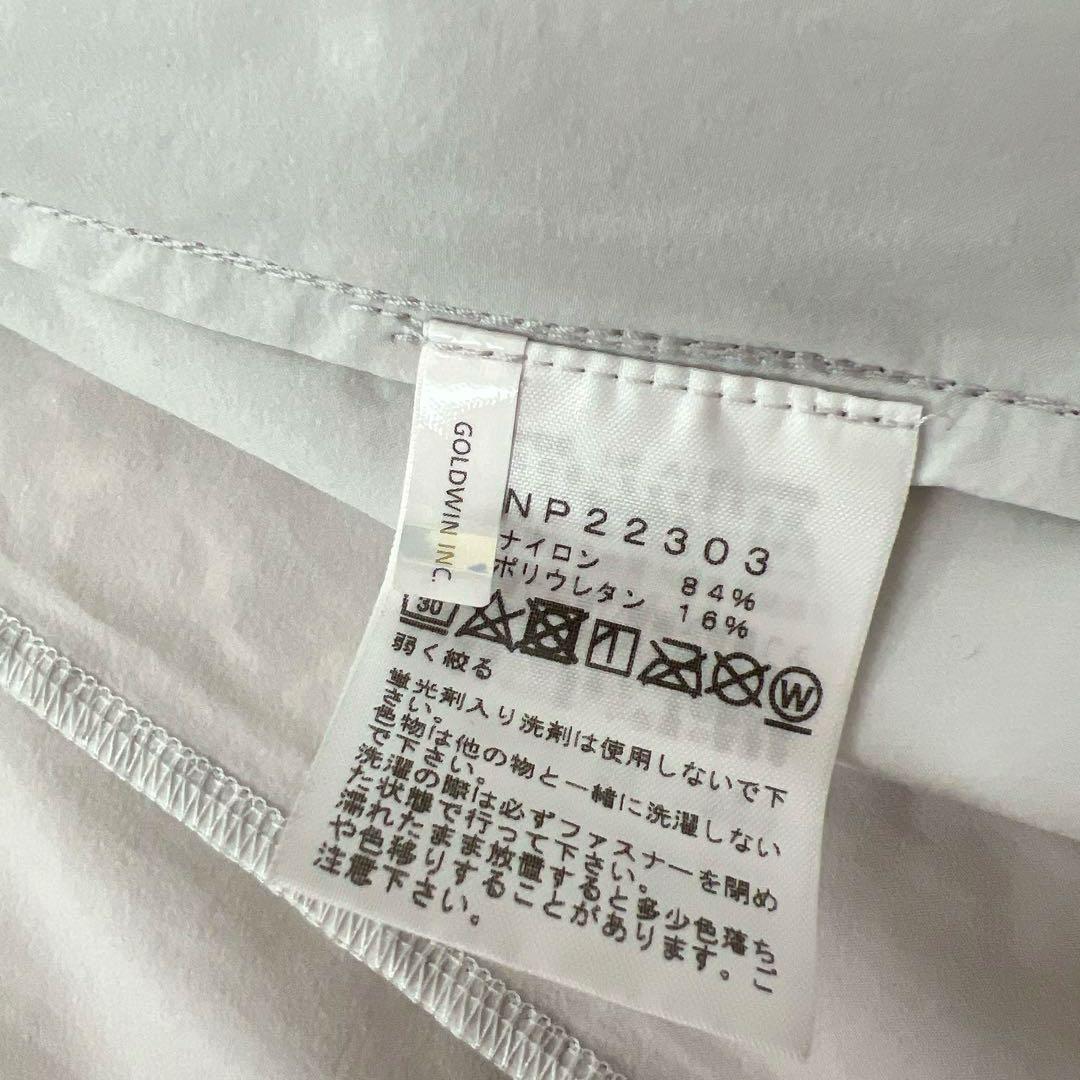 GOLDWIN INC.
NP22303
ナイロン 84%
ポリウレタン 16%
30
W
弱く絞る
蛍光剤入り洗剤は使用しないで下
さい。
色物は他の物と一緒に洗濯しない
で下さい。
洗濯の際は必ずファスナーを閉め
た状態で行って下さい。
濡れたまま放置すると多少色落ち
や色移りすることがあります。ご
注意下さい。